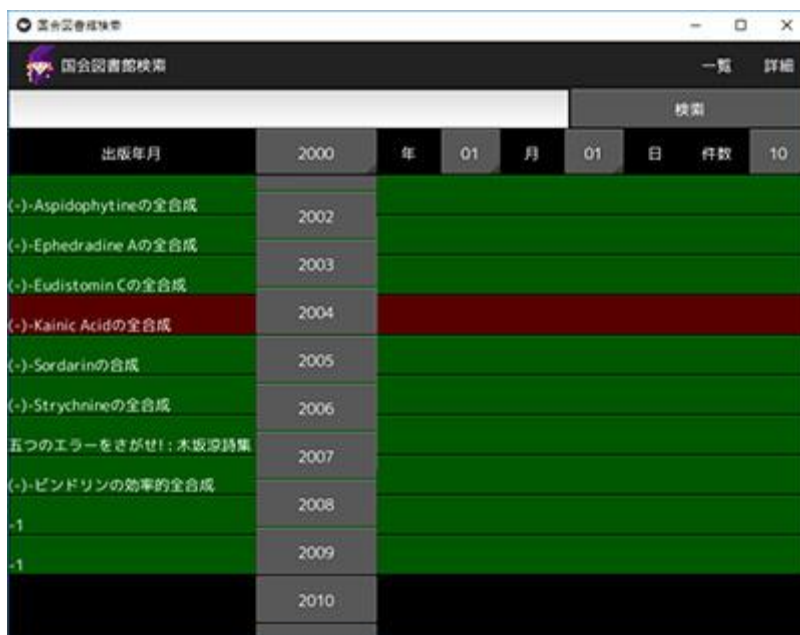 国会図書館検索
国会図書館検索 一覧 詳細
検索
出版年月 2000 年 01 月 01 日 件数 10
(-)-Aspidophytineの全合成
2002
(-)-Ephedradine Aの全合成
2003
(-)-Eudistomin Cの全合成
2004
(-)-Kainic Acidの全合成
2005
(-)-Sordarinの合成
2006
(-)-Strychnineの全合成
五つのエラーをさがせ! : 木坂涼詩集
2007
(-)-ピンドリンの効率的全合成
2008
-1
2009
-1
2010